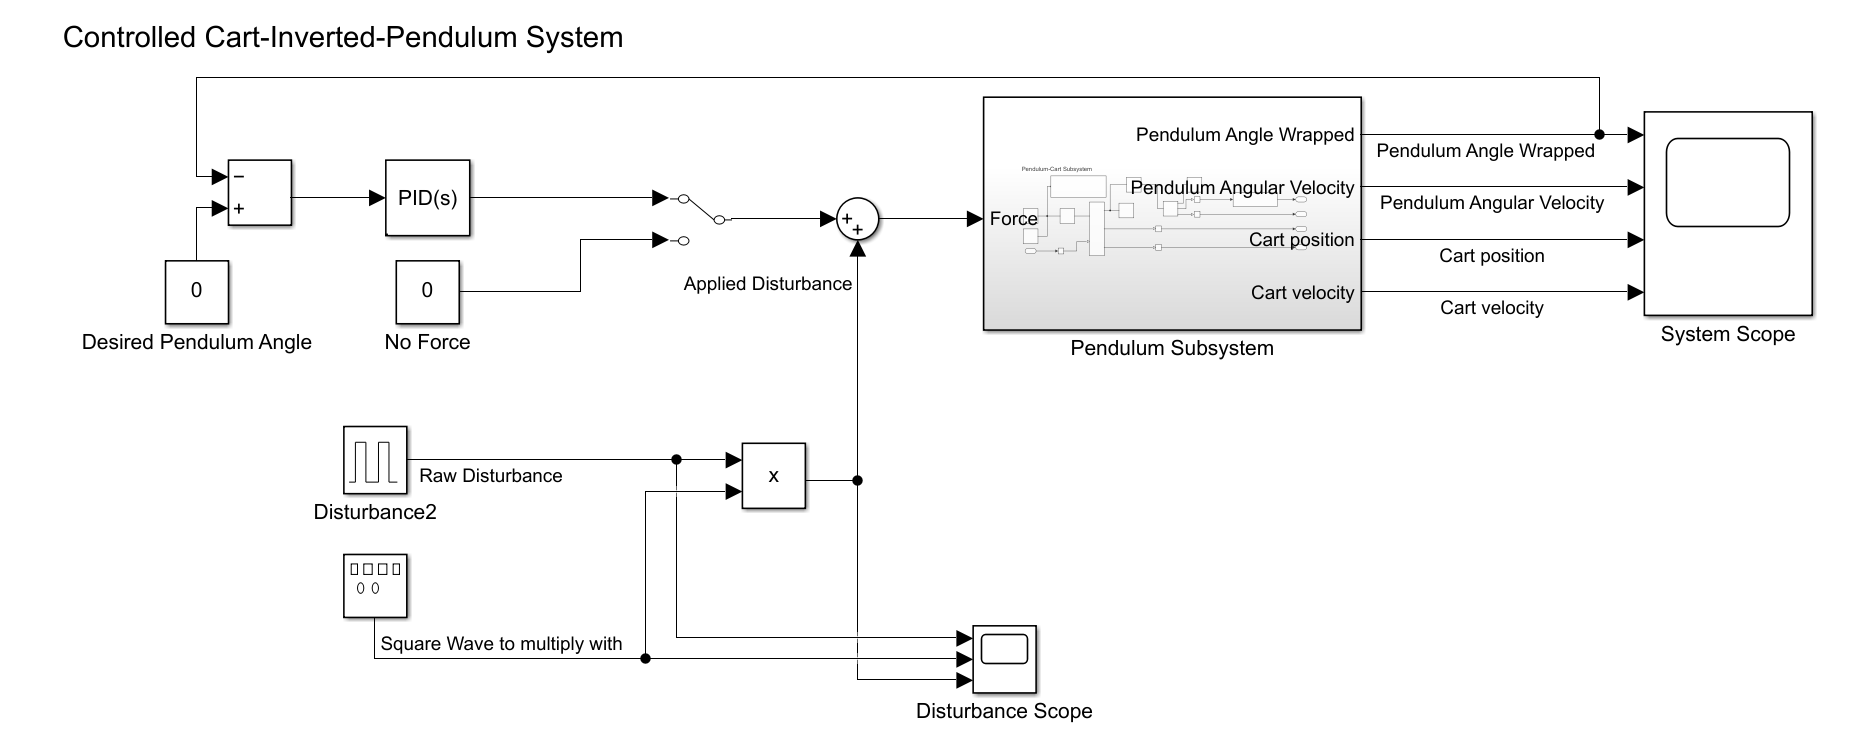 Controlled Cart-Inverted-Pendulum System
Pendulum Angle Wrapped
Pendulum Angle Wrapped
Pendulum-Cart Subsystem
−
PID(s)
Pendulum Angular Velocity
Pendulum Angular Velocity
+
+
+
Force
Cart position
Cart position
0
0
Applied Disturbance
Cart velocity
Cart velocity
Desired Pendulum Angle
No Force
Pendulum Subsystem
System Scope
Raw Disturbance
x
Disturbance2
Square Wave to multiply with
Disturbance Scope